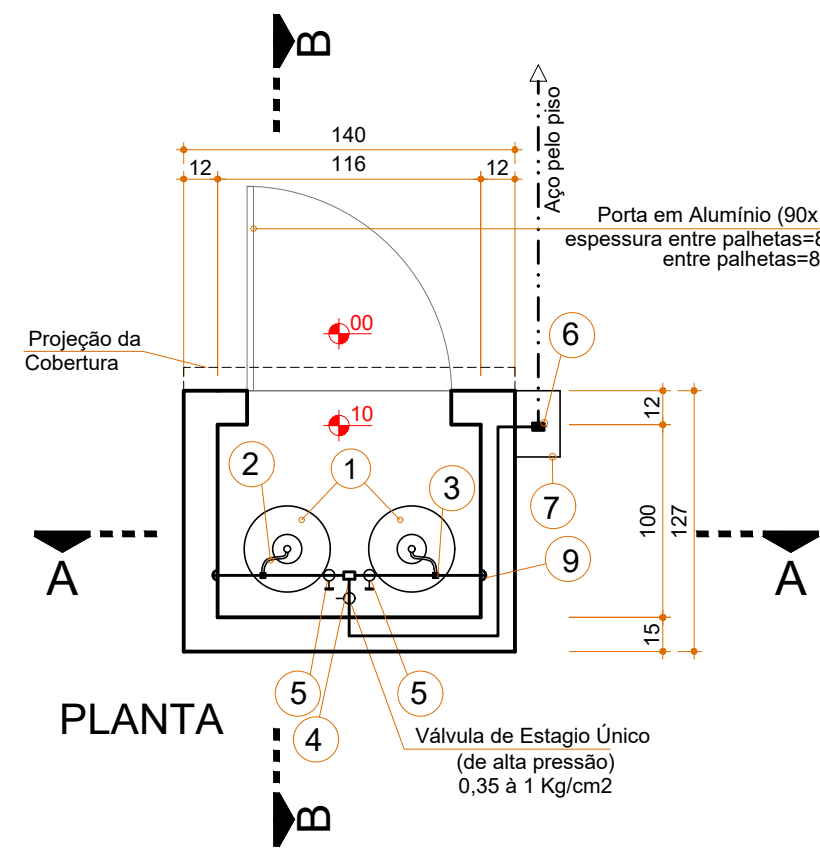 B
140
12
116
12
Aço pelo piso
Porta em Alumínio (90x
espessura entre palhetas=8
entre palhetas=8
00
Projeção da
Cobertura
6
10
12
2
1
3
7
100
127
A
9
A
15
5
5
4
PLANTA
Válvula de Estagio Único
(de alta pressão)
0,35 à 1 Kg/cm2
B